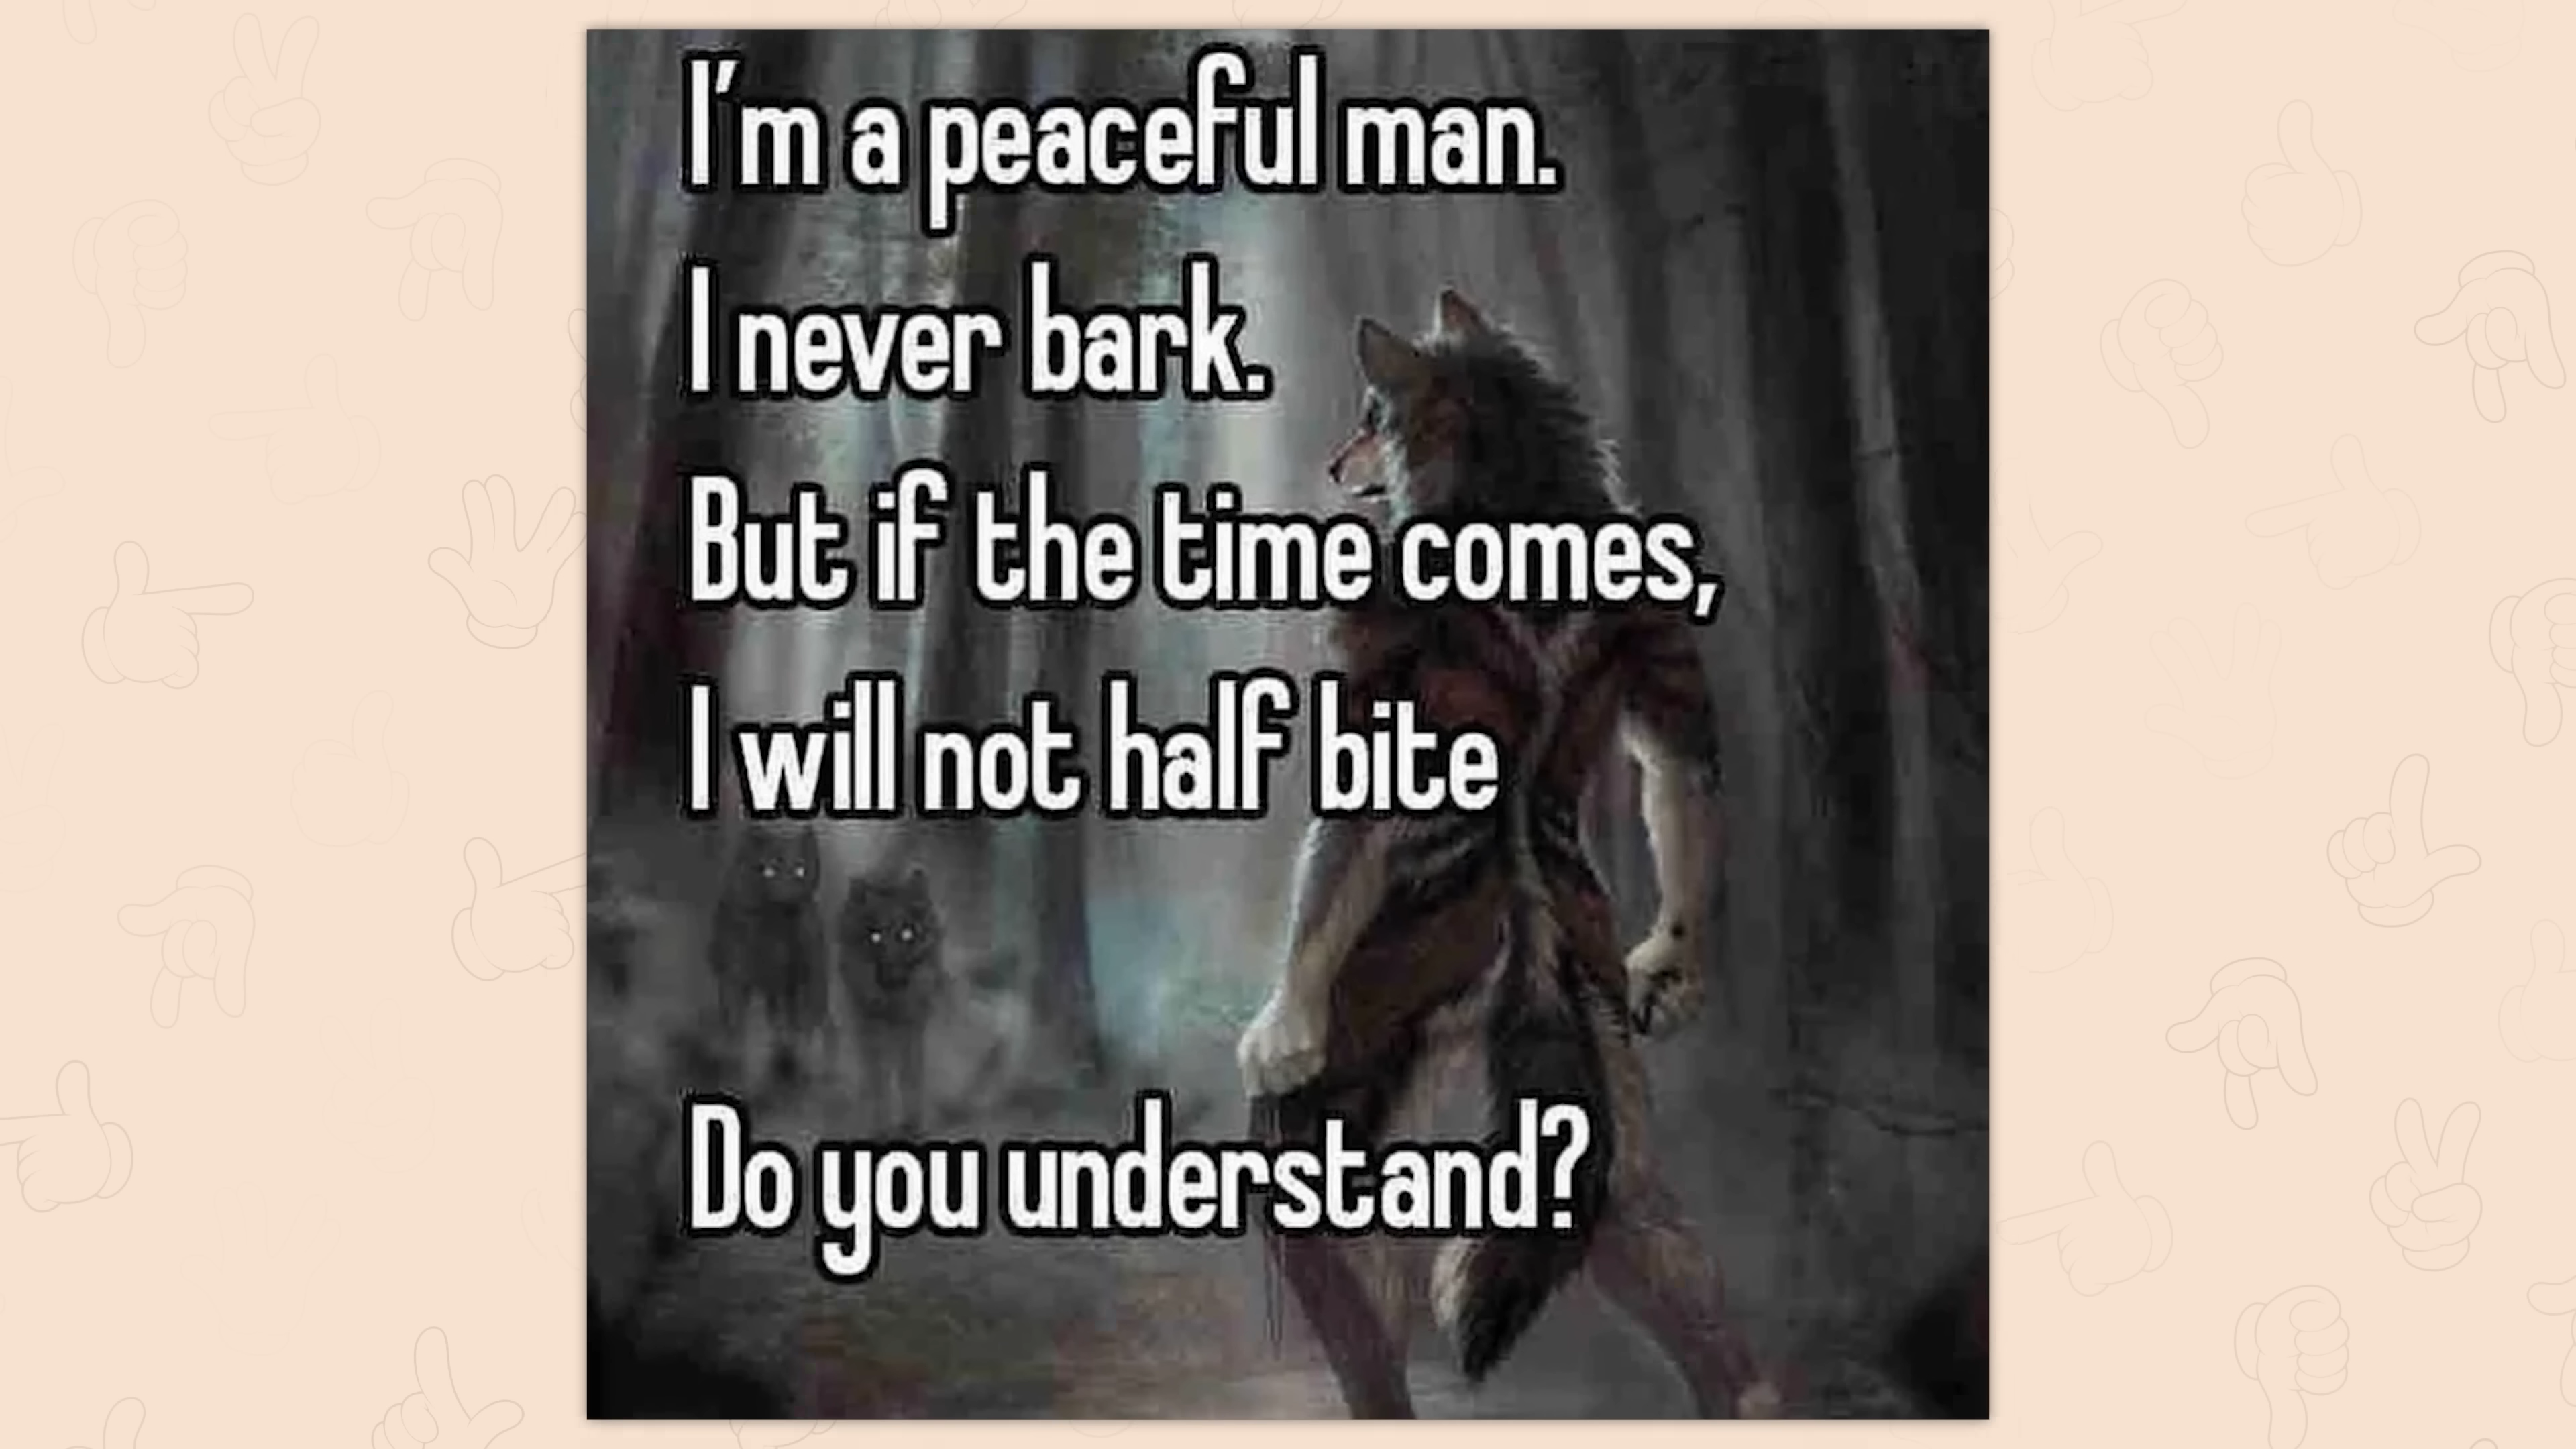 I'm a peaceful man.
I never bark.
But if the time comes,
I will not half bite
Do you understand?